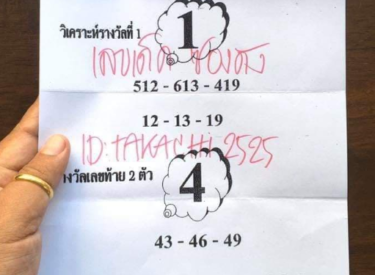 วิเคราะห์รางวัลที่ 1
1
เลขเด็ด ซองดัง
512 - 613 - 419
12 - 13 - 19
ID: TAKACHI 2525
างวัลเลขท้าย 2 ตัว
4
43 - 46 - 49